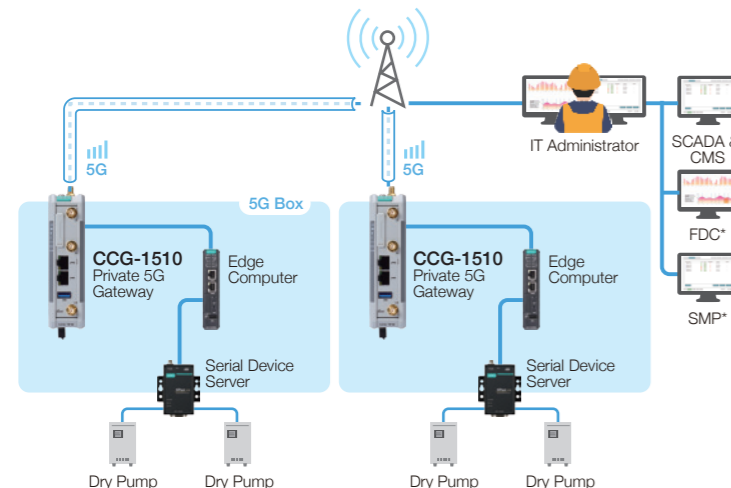 IT Administrator
SCADA &
CMS
5G
5G
5G Box
FDC*
CCG-1510
Private 5G
Gateway
Edge
Computer
CCG-1510
Private 5G
Gateway
Edge
Computer
SMP*
Serial Device
Server
Serial Device
Server
Dry Pump
Dry Pump
Dry Pump
Dry Pump